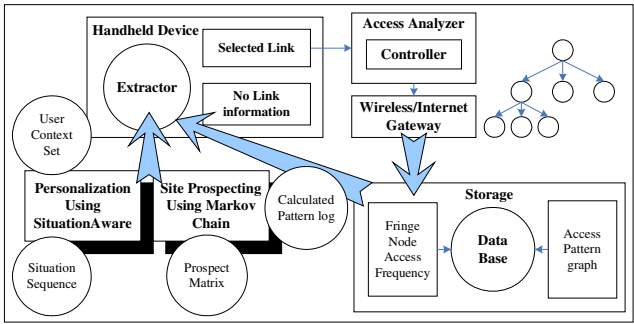 Handheld Device
Selected Link
Extractor
No Link
information
Access Analyzer
Controller
Wireless/Internet
Gateway
User
Context
Set
Personalization
Using
SituationAware
Site Prospecting
Using Markov
Chain
Calculated
Pattern log
Situation
Sequence
Prospect
Matrix
Storage
Fringe
Node
Access
Frequency
Data
Base
Access
Pattern
graph